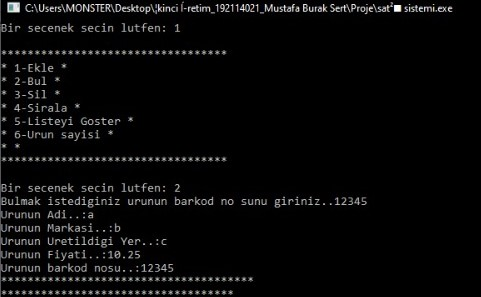 C:\Users\MONSTER\Desktop\¦kinci Í-retim_192114021_Mustafa Burak Sert\Proje\sat²■ sistemi.exe
Bir secenek secin lutfen: 1
**********************************
* 1-Ekle *
* 2-Bul *
* 3-Sil *
* 4-Sirala *
* 5-Listeyi Goster *
* 6-Urun sayisi *
* *
**********************************
Bir secenek secin lutfen: 2
Bulmak istediginiz urunun barkod no sunu giriniz..12345
Urunun Adi..:a
Urunun Markasi..:b
Urunun Uretildigi Yer..:c
Urunun Fiyati..:10.25
Urunun barkod nosu..:12345
**************************************
***********************************